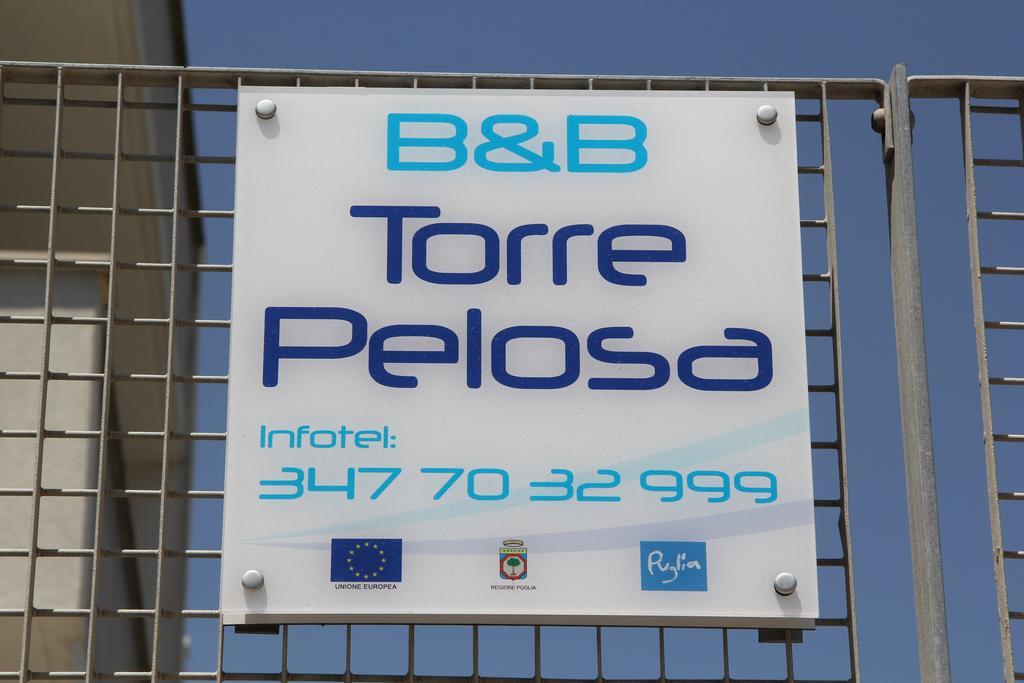 B&B
Torre
Pelosa
Infotel:
347 70 32 999
UNIONE EUROPEA
REGIONE PUGLIA
Puglia